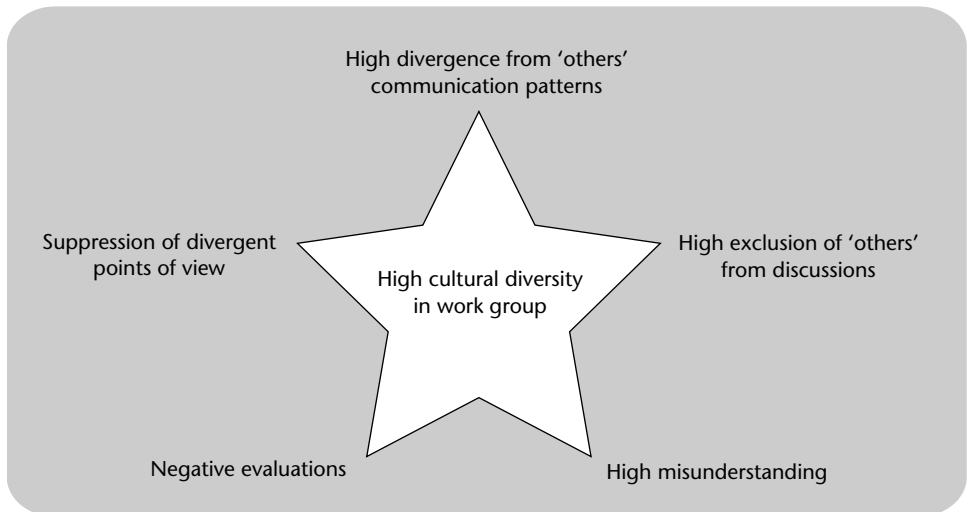 High divergence from ‘others’
communication patterns
Suppression of divergent
points of view
High exclusion of ‘others’
from discussions
High cultural diversity
in work group
Negative evaluations
High misunderstanding